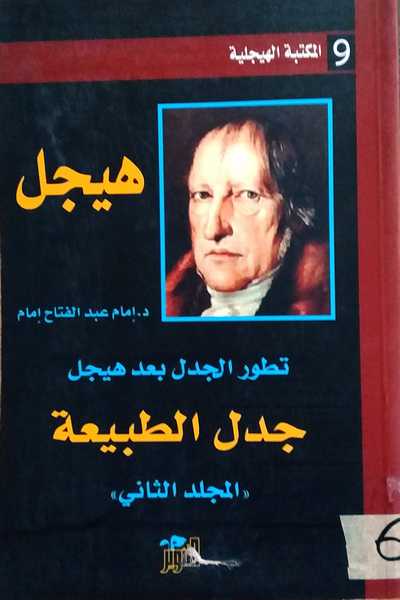 9 المكتبة الهيجلية
هيجل
د. إمام عبد الفتاح إمام
تطور الجدل بعد هيجل
جدل الطبيعة
«المجلد الثاني»
6